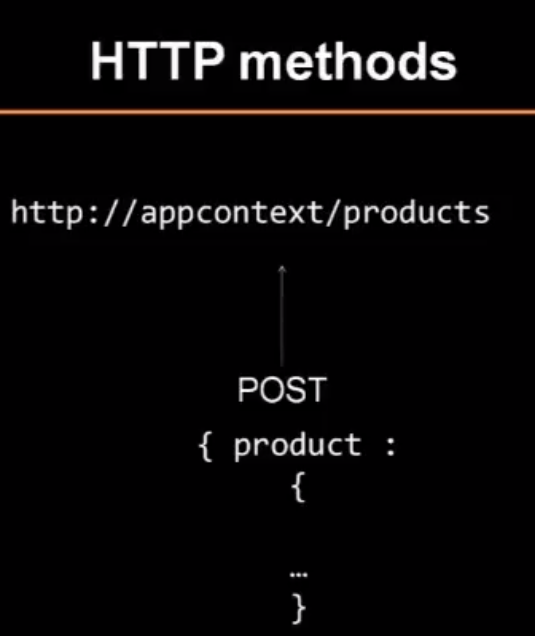 HTTP methods
http://appcontext/products
POST
{ product :
{
…
}